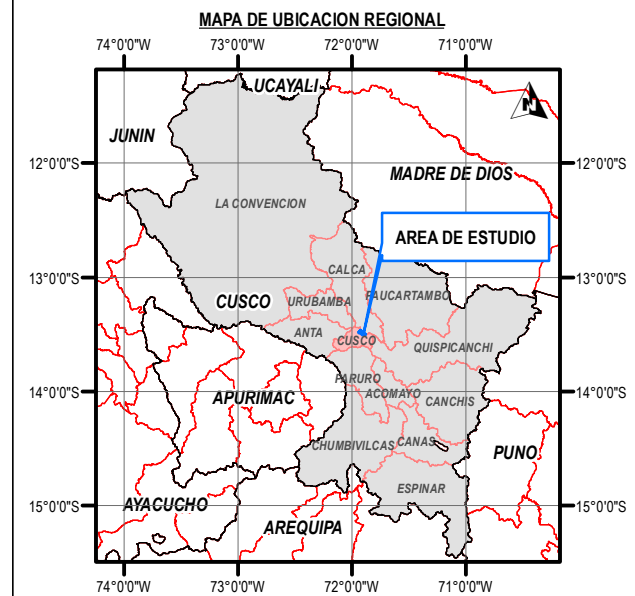 MAPA DE UBICACION REGIONAL
74°0'0"W 73°0'0"W 72°0'0"W 71°0'0"W
UCAYALI
N
JUNIN
12°0'0"S 12°0'0"S
MADRE DE DIOS
LA CONVENCION
AREA DE ESTUDIO
CALCA
13°0'0"S 13°0'0"S
CUSCO URUBAMBA PAUCARTAMBO
ANTA CUSCO QUISPICANCHI
PARURO
14°0'0"S 14°0'0"S
APURIMAC ACOMAYO CANCHIS
CHUMBIVILCAS CANAS PUNO
ESPINAR
15°0'0"S 15°0'0"S
AYACUCHO AREQUIPA
74°0'0"W 73°0'0"W 72°0'0"W 71°0'0"W